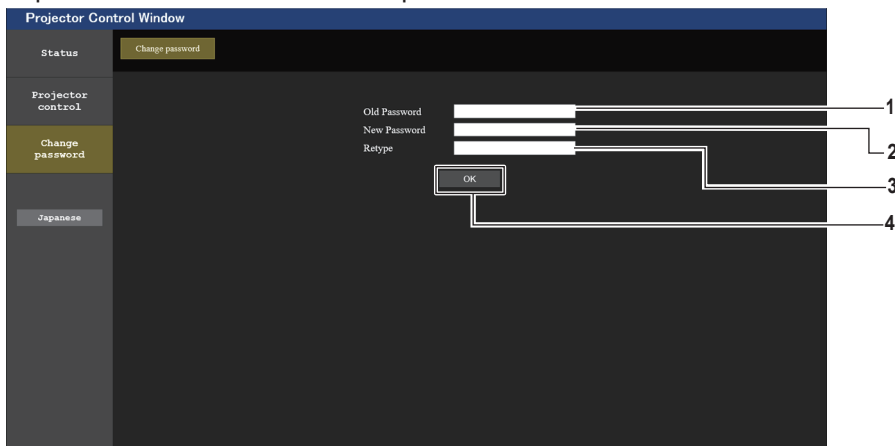 Projector Control Window
Status
Change password
Projector
control
Change
password
Japanese
Old Password
New Password
Retype
OK
1
2
3
4